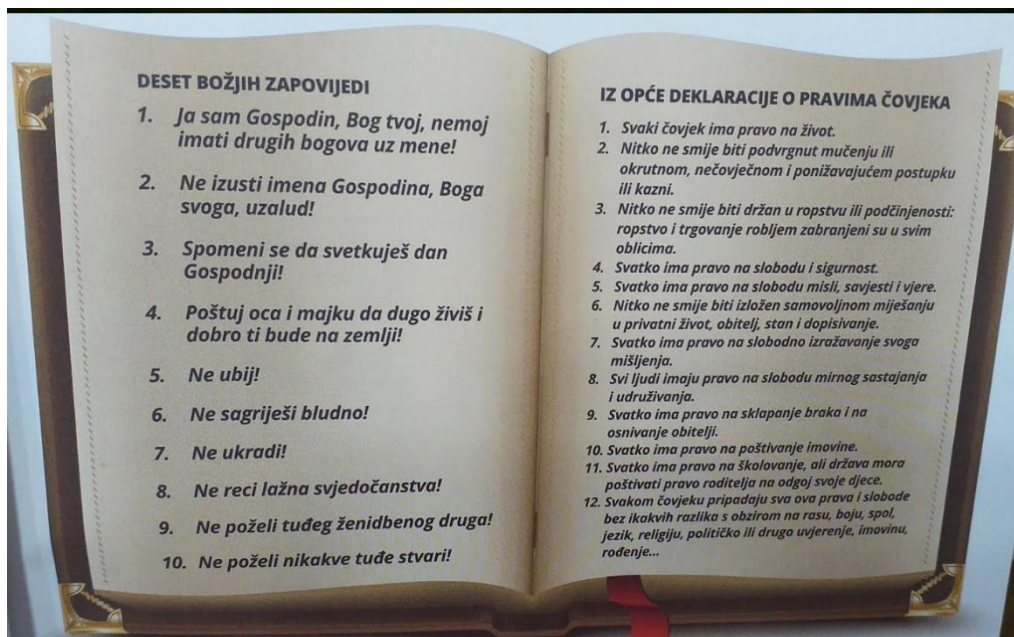 DESET BOŽJIH ZAPOVIJEDI
1. Ja sam Gospodin, Bog tvoj, nemoj
imati drugih bogova uz mene!
2. Ne izusti imena Gospodina, Boga
svoga, uzalud!
3. Spomeni se da svetkuješ dan
Gospodnji!
4. Poštuj oca i majku da dugo živiš i
dobro ti bude na zemlji!
5. Ne ubij!
6. Ne sagriješi bludno!
7. Ne ukradi!
8. Ne reci lažna svjedočanstva!
9. Ne poželi tuđeg ženidbenog druga!
10. Ne poželi nikakve tuđe stvari!
IZ OPĆE DEKLARACIJE O PRAVIMA ČOVJEKA
1. Svaki čovjek ima pravo na život.
2. Nitko ne smije biti podvrgnut mučenju ili
okrutnom, nečovječnom i ponižavajućem postupku
ili kazni.
3. Nitko ne smije biti držan u ropstvu ili podčinjenosti:
ropstvo i trgovanje robljem zabranjeni su u svim
oblicima.
4. Svatko ima pravo na slobodu i sigurnost.
5. Svatko ima pravo na slobodu misli, savjesti i vjere.
6. Nitko ne smije biti izložen samovoljnom miješanju
u privatni život, obitelj, stan i dopisivanje.
7. Svatko ima pravo na slobodno izražavanje svoga
mišljenja.
8. Svi ljudi imaju pravo na slobodu mirnog sastajanja
i udruživanja.
9. Svatko ima pravo na sklapanje braka i na
osnivanje obitelji.
10. Svatko ima pravo na poštivanje imovine.
11. Svatko ima pravo na školovanje, ali država mora
poštivati pravo roditelja na odgoj svoje djece.
12. Svakom čovjeku pripadaju sva ova prava i slobode
bez ikakvih razlika s obzirom na rasu, boju, spol,
jezik, religiju, političko ili drugo uvjerenje, imovinu,
rođenje...